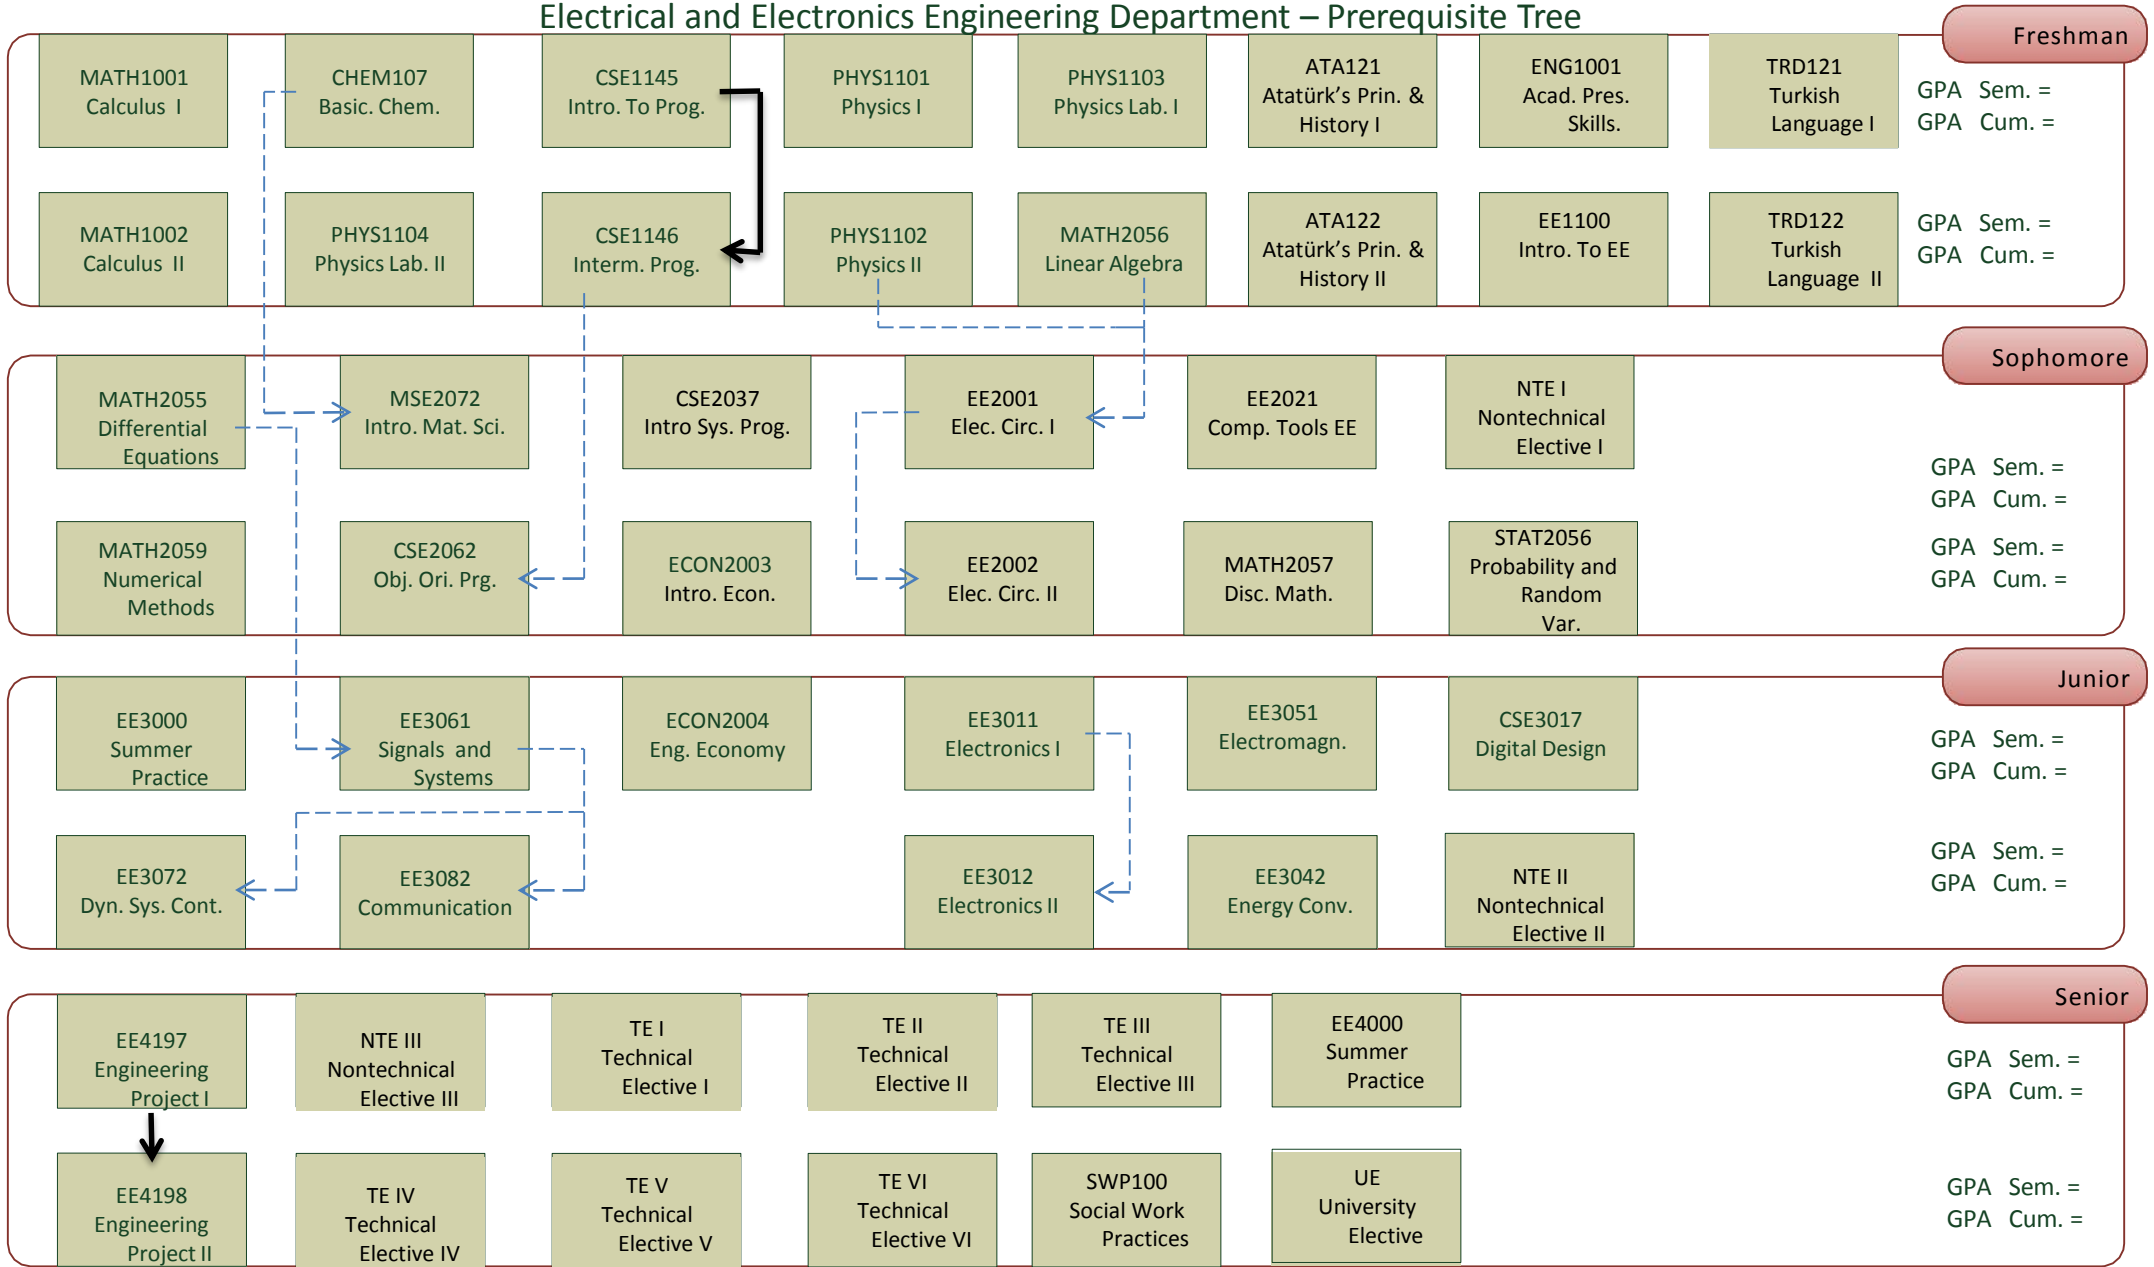 Electrical and Electronics Engineering Department – Prerequisite Tree
Freshman
MATH1001
Calculus I
CHEM107
Basic. Chem.
CSE1145
Intro. To Prog.
PHYS1101
Physics I
PHYS1103
Physics Lab. I
ATA121
Atatürk's Prin. &
History I
ENG1001
Acad. Pres.
Skills.
TRD121
Turkish
Language I
GPA Sem. =
GPA Cum. =
MATH1002
Calculus II
PHYS1104
Physics Lab. II
CSE1146
Interm. Prog.
PHYS1102
Physics II
MATH2056
Linear Algebra
ATA122
Atatürk's Prin. &
History II
EE1100
Intro. To EE
TRD122
Turkish
Language II
GPA Sem. =
GPA Cum. =
Sophomore
MATH2055
Differential
Equations
MSE2072
Intro. Mat. Sci.
CSE2037
Intro Sys. Prog.
EE2001
Elec. Circ. I
EE2021
Comp. Tools EE
NTE I
Nontechnical
Elective I
GPA Sem. =
GPA Cum. =
MATH2059
Numerical
Methods
CSE2062
Obj. Ori. Prg.
ECON2003
Intro. Econ.
EE2002
Elec. Circ. II
MATH2057
Disc. Math.
STAT2056
Probability and
Random
Var.
GPA Sem. =
GPA Cum. =
Junior
EE3000
Summer
Practice
EE3061
Signals and
Systems
ECON2004
Eng. Economy
EE3011
Electronics I
EE3051
Electromagn.
CSE3017
Digital Design
GPA Sem. =
GPA Cum. =
EE3072
Dyn. Sys. Cont.
EE3082
Communication
EE3012
Electronics II
EE3042
Energy Conv.
NTE II
Nontechnical
Elective II
GPA Sem. =
GPA Cum. =
Senior
EE4197
Engineering
Project I
NTE III
Nontechnical
Elective III
TE I
Technical
Elective I
TE II
Technical
Elective II
TE III
Technical
Elective III
EE4000
Summer
Practice
GPA Sem. =
GPA Cum. =
EE4198
Engineering
Project II
TE IV
Technical
Elective IV
TE V
Technical
Elective V
TE VI
Technical
Elective VI
SWP100
Social Work
Practices
UE
University
Elective
GPA Sem. =
GPA Cum. =